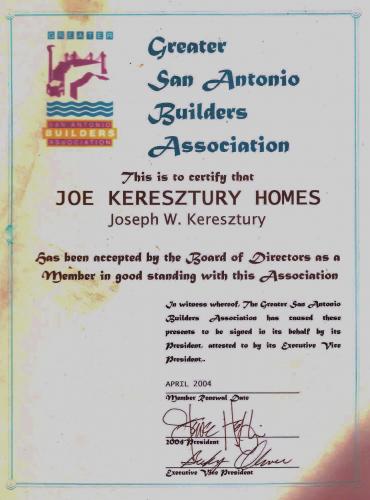 GREATER
SAN ANTONIO
BUILDERS
ASSOCIATION
Greater
San Antonio
Builders
Association
This is to certify that
JOE KERESZTURY HOMES
Joseph W. Keresztury
Has been accepted by the Board of Directors as a
Member in good standing with this Association
In witness whereof, The Greater San Antonio
Builders Association has caused these
presents to be signed in its behalf by its
President, attested to by its Executive Vice
President..
APRIL 2004
Member Renewal Date
2004 President
Executive Vice President